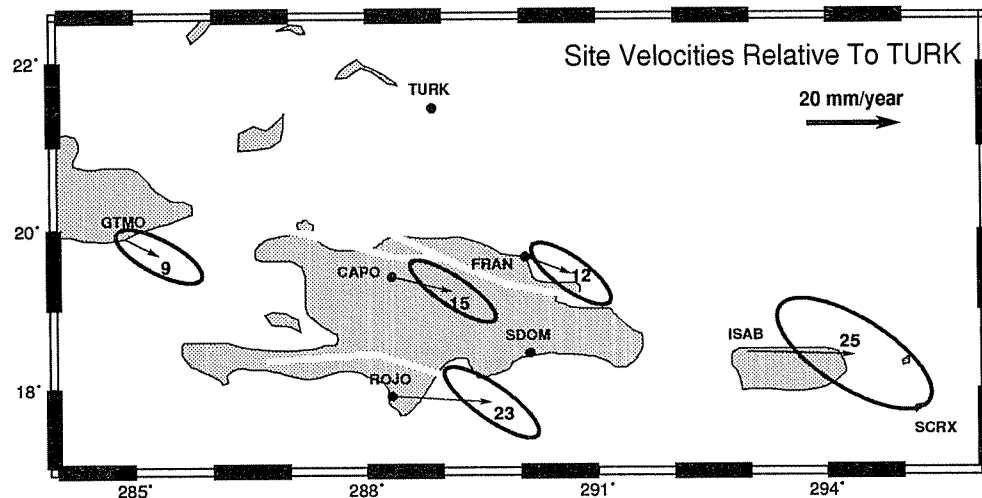 Site Velocities Relative To TURK
22°
TURK
20 mm/year
20°
GTMO
9
CAPO
15
FRAN
12
SDOM
ISAB
25
18°
ROJO
23
SCRX
285°
288°
291°
294°